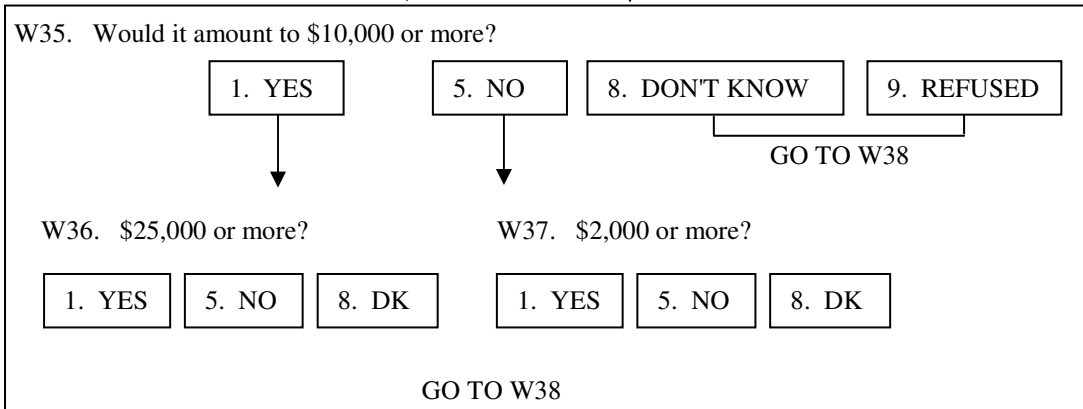 W35. Would it amount to $10,000 or more?
1. YES 5. NO 8. DON'T KNOW 9. REFUSED
GO TO W38
W36. $25,000 or more? W37. $2,000 or more?
1. YES 5. NO 8. DK 1. YES 5. NO 8. DK
GO TO W38